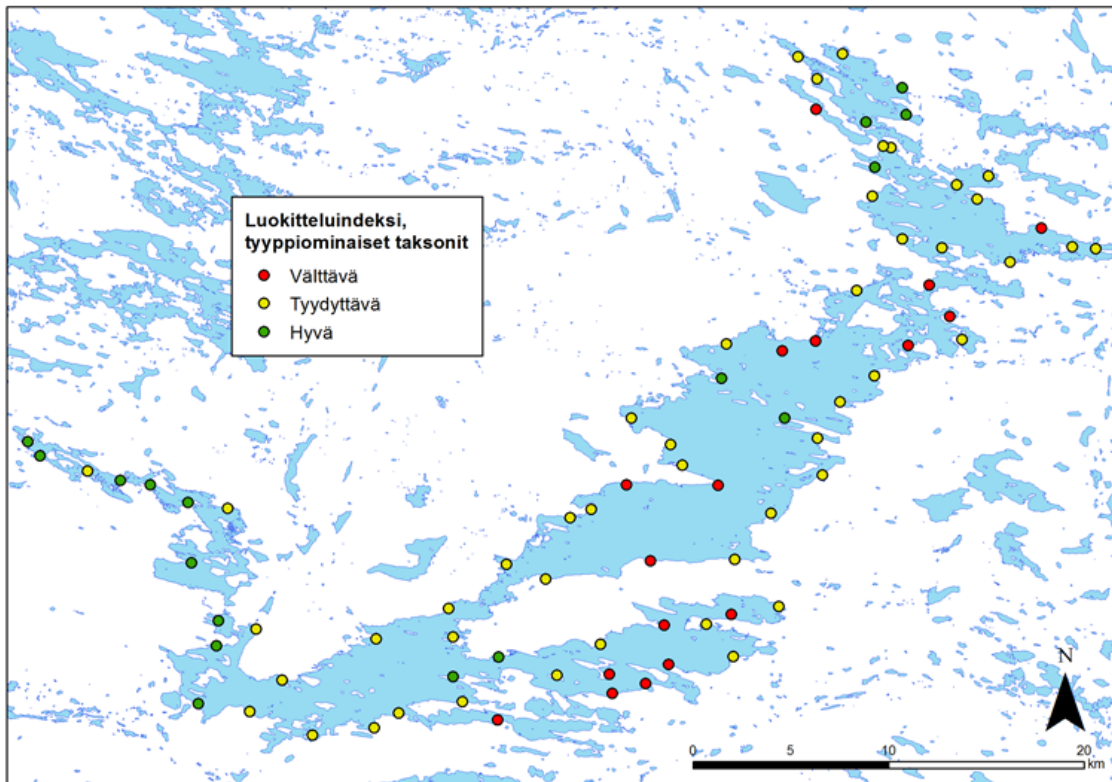 Luokitteluindeksi,
tyyppiominaiset taksonit
Välttävä
Tyydyttävä
Hyvä
N
0 5 10 20
km